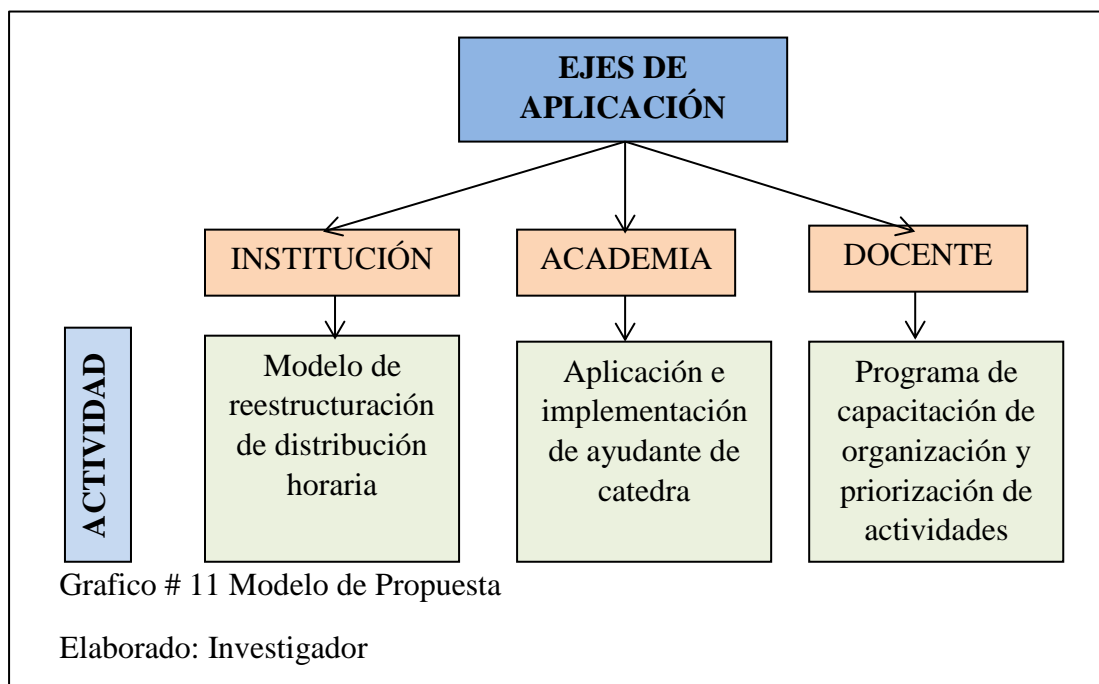 EJES DE
APLICACIÓN
INSTITUCIÓN
ACADEMIA
DOCENTE
ACTIVIDAD
Modelo de
reestructuración
de distribución
horaria
Aplicación e
implementación
de ayudante de
catedra
Programa de
capacitación de
organización y
priorización de
actividades
Grafico # 11 Modelo de Propuesta
Elaborado: Investigador